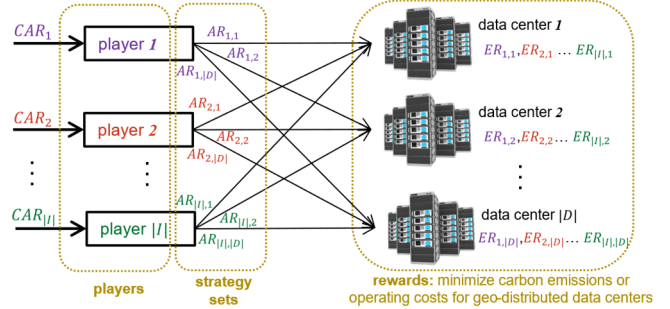 CAR₁
player 1
AR₁,₁
AR₁,₂
AR₁,|D|
data center 1
ER₁,₁,ER₂,₁ … ER|I|,₁
CAR₂
player 2
AR₂,₁
AR₂,₂
AR₂,|D|
data center 2
ER₁,₂,ER₂,₂ … ER|I|,₂
⋮
⋮
⋮
CAR|I|
player |I|
AR|I|,₁
AR|I|,₂
AR|I|,|D|
data center |D|
ER₁,|D|,ER₂,|D| … ER|I|,|D|
players
strategy
sets
rewards: minimize carbon emissions or
operating costs for geo-distributed data centers